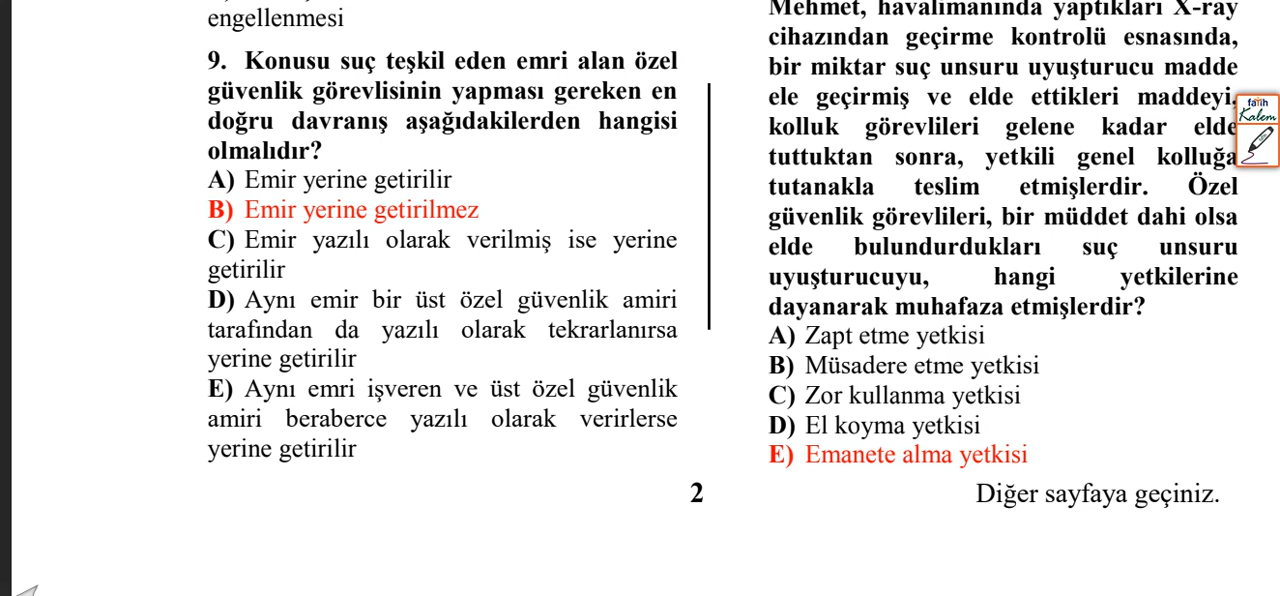 engellenmesi
9. Konusu suç teşkil eden emri alan özel
güvenlik görevlisinin yapması gereken en
doğru davranış aşağıdakilerden hangisi
olmalıdır?
A) Emir yerine getirilir
B) Emir yerine getirilmez
C) Emir yazılı olarak verilmiş ise yerine
getirilir
D) Aynı emir bir üst özel güvenlik amiri
tarafından da yazılı olarak tekrarlanırsa
yerine getirilir
E) Aynı emri işveren ve üst özel güvenlik
amiri beraberce yazılı olarak verirlerse
yerine getirilir
Mehmet, havalimanında yaptıkları X-ray
cihazından geçirme kontrolü esnasında,
bir miktar suç unsuru uyuşturucu madde
ele geçirmiş ve elde ettikleri maddeyi,
kolluk görevlileri gelene kadar elde
tuttuktan sonra, yetkili genel kolluğa
tutanakla teslim etmişlerdir. Özel
güvenlik görevlileri, bir müddet dahi olsa
elde bulundurdukları suç unsuru
uyuşturucuyu, hangi yetkilerine
dayanarak muhafaza etmişlerdir?
A) Zapt etme yetkisi
B) Müsadere etme yetkisi
C) Zor kullanma yetkisi
D) El koyma yetkisi
E) Emanete alma yetkisi
2
Diğer sayfaya geçiniz.
fatih
Kalem